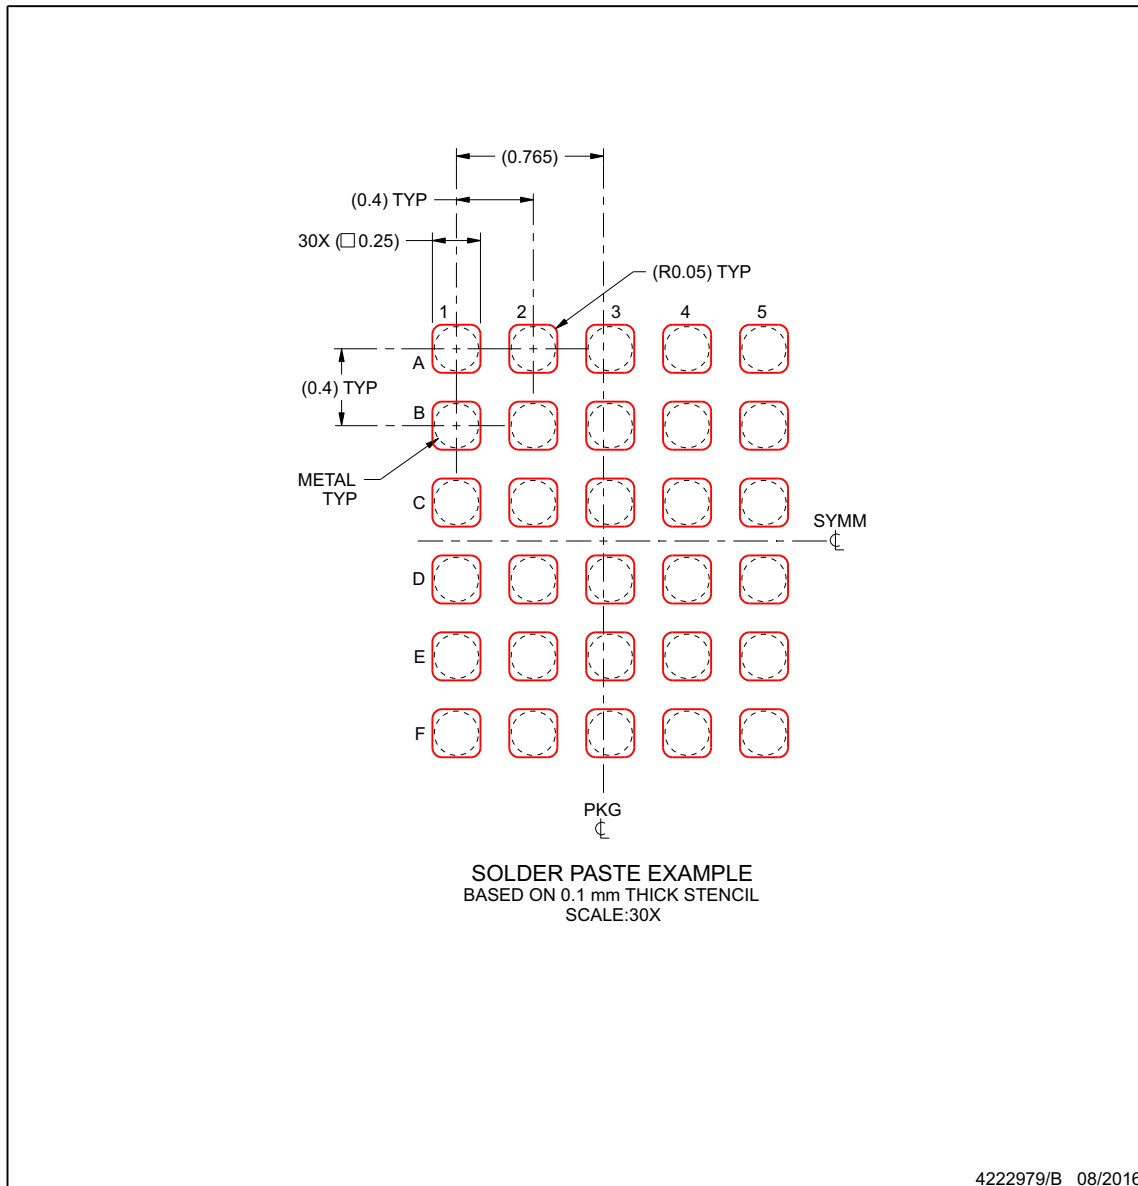 (0.765)
(0.4) TYP
30X (□ 0.25)
(R0.05) TYP
1 2 3 4 5
A
(0.4) TYP
B
METAL
TYP
C
SYMM
℄
D
E
F
PKG
℄
SOLDER PASTE EXAMPLE
BASED ON 0.1 mm THICK STENCIL
SCALE:30X
4222979/B 08/2016